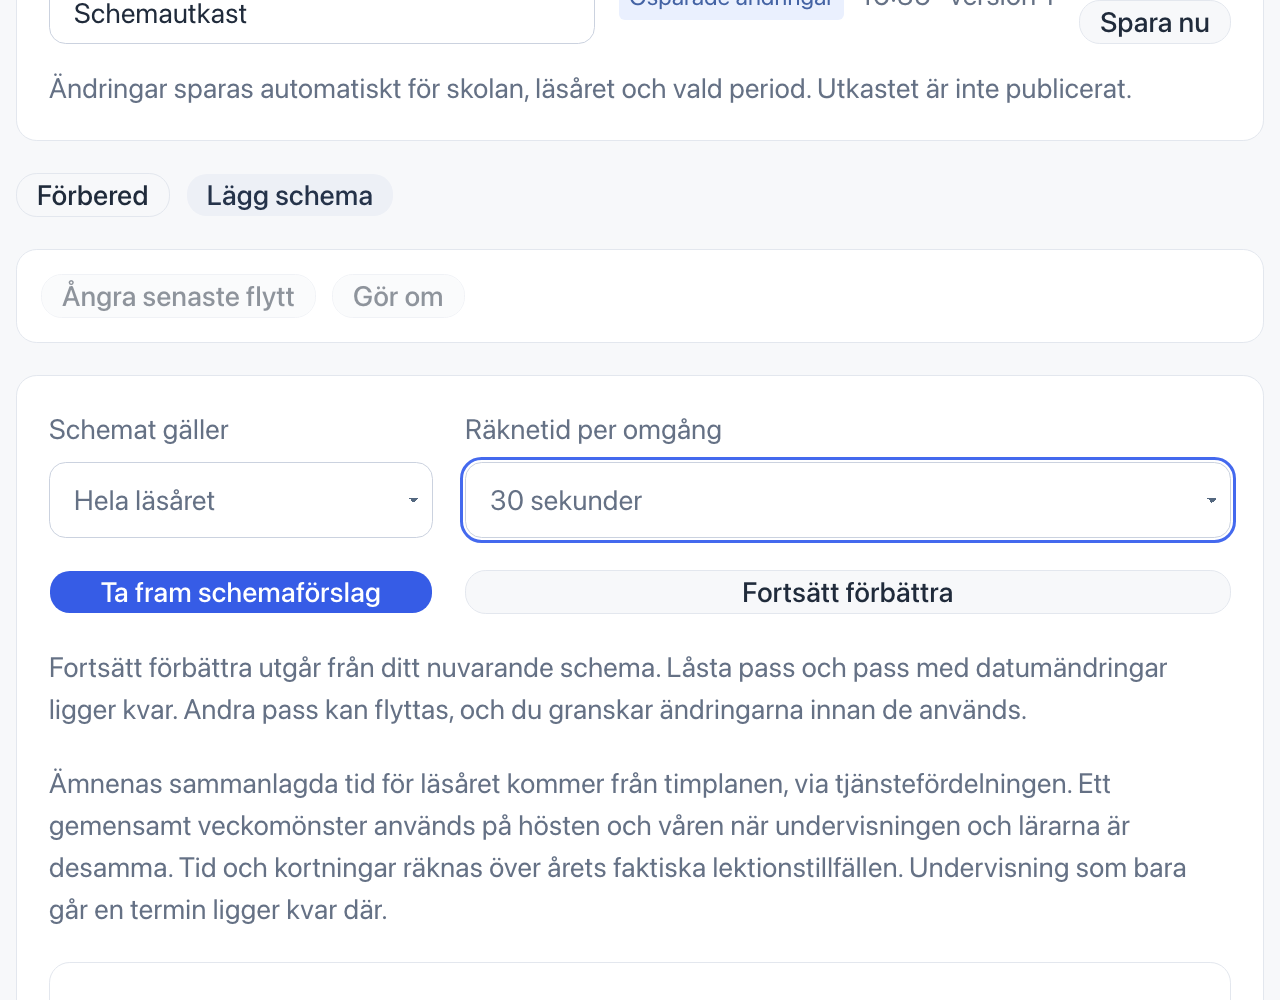 Schemautkast
Osparade ändringar
version 1
Spara nu
Ändringar sparas automatiskt för skolan, läsåret och vald period. Utkastet är inte publicerat.
Förbered
Lägg schema
Ångra senaste flytt
Gör om
Schemat gäller
Räknetid per omgång
Hela läsåret
30 sekunder
Ta fram schemaförslag
Fortsätt förbättra
Fortsätt förbättra utgår från ditt nuvarande schema. Låsta pass och pass med datumändringar
ligger kvar. Andra pass kan flyttas, och du granskar ändringarna innan de används.
Ämnenas sammanlagda tid för läsåret kommer från timplanen, via tjänstefördelningen. Ett
gemensamt veckomönster används på hösten och våren när undervisningen och lärarna är
desamma. Tid och kortningar räknas över årets faktiska lektionstillfällen. Undervisning som bara
går en termin ligger kvar där.